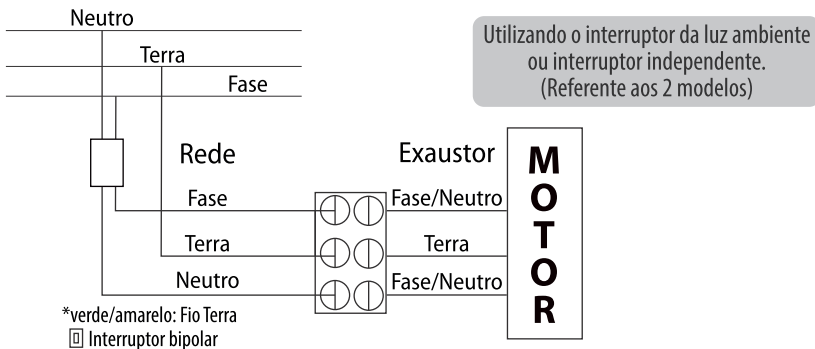 Neutro
Terra
Fase
Utilizando o interruptor da luz ambiente
ou interruptor independente.
(Referente aos 2 modelos)
Rede
Exaustor
Fase
Fase/Neutro
Terra
Terra
Neutro
Fase/Neutro
MOTOR
*verde/amarelo: Fio Terra
Interruptor bipolar